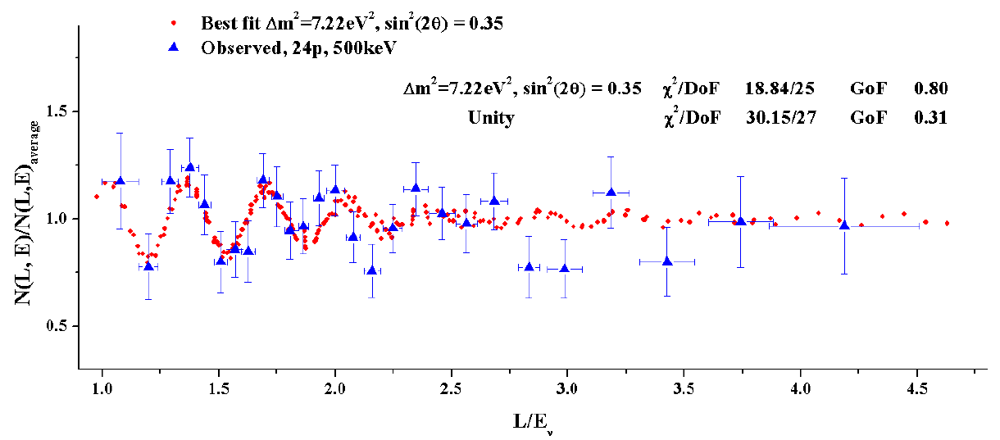 Best fit Δm²=7.22eV², sin²(2θ) = 0.35
Observed, 24p, 500keV
Δm²=7.22eV², sin²(2θ) = 0.35 χ²/DoF 18.84/25 GoF 0.80
Unity χ²/DoF 30.15/27 GoF 0.31
N(L, E)/N(L,E)average
1.5
1.0
0.5
1.0 1.5 2.0 2.5 3.0 3.5 4.0 4.5
L/Eν